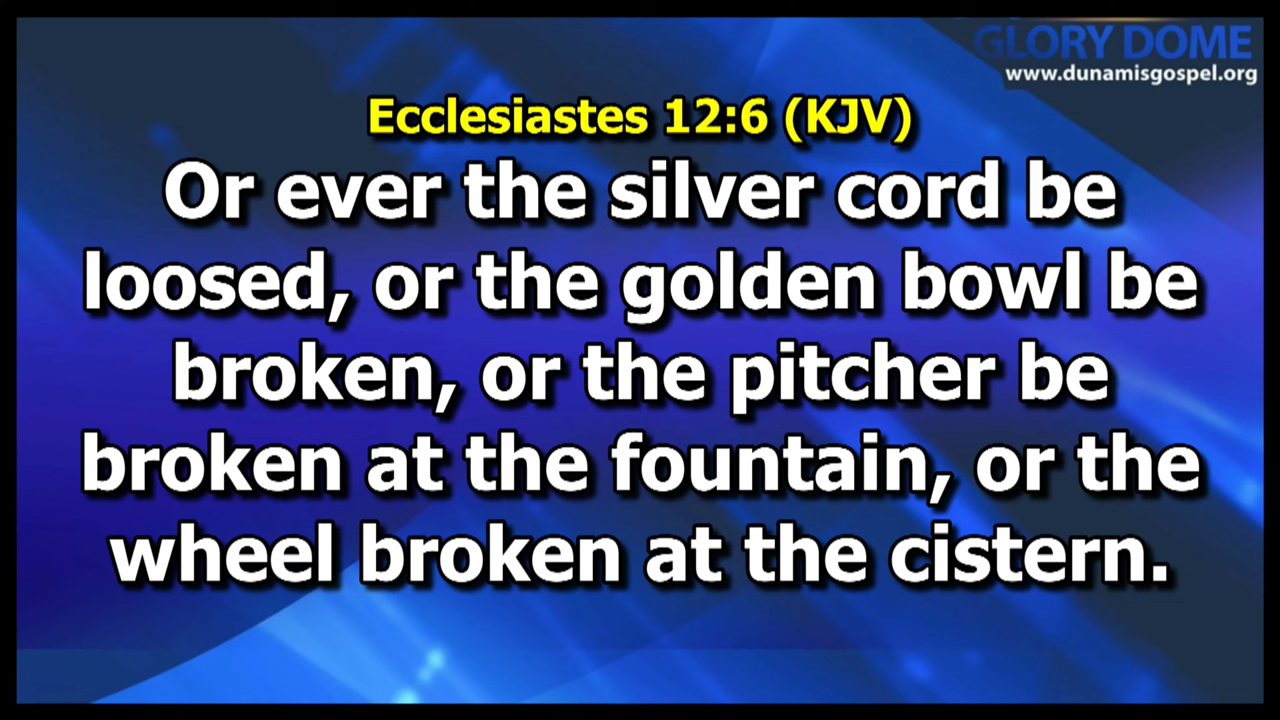 GLORY DOME
www.dunamisgospel.org
Ecclesiastes 12:6 (KJV)
Or ever the silver cord be
loosed, or the golden bowl be
broken, or the pitcher be
broken at the fountain, or the
wheel broken at the cistern.